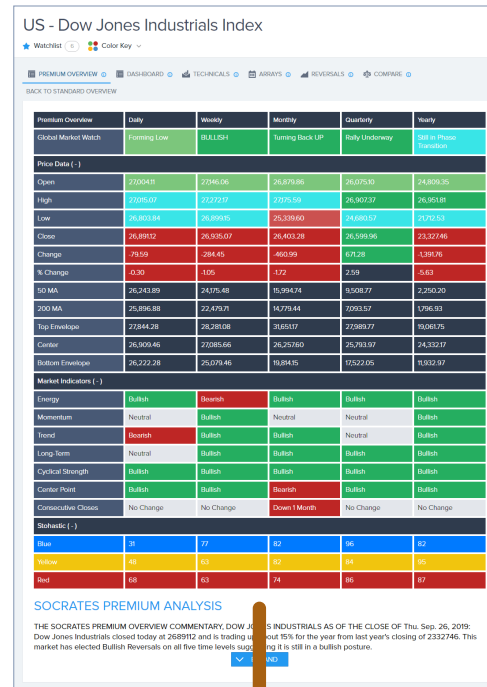 US - Dow Jones Industrials Index
Watchlist 6 Color Key
PREMIUM OVERVIEW DASHBOARD TECHNICALS ARRAYS REVERSALS COMPARE
BACK TO STANDARD OVERVIEW
Premium Overview Daily Weekly Monthly Quarterly Yearly
Global Market Watch Forming Low BULLISH Turning Back UP Rally Underway Still in Phase
Transition
Price Data ( - )
Open 27,004.11 27,146.06 26,879.86 26,075.10 24,809.35
High 27,015.07 27,272.17 27,175.59 26,907.37 26,951.81
Low 26,803.84 26,899.15 25,339.60 24,680.57 21,712.53
Close 26,891.12 26,935.07 26,403.28 26,599.96 23,327.46
Change -79.59 -284.45 -460.99 671.28 -1,391.76
% Change -0.30 -1.05 -1.72 2.59 -5.63
50 MA 26,243.89 24,175.48 15,994.74 9,508.77 2,250.20
200 MA 25,896.88 22,479.71 14,779.44 7,093.57 1,796.93
Top Envelope 27,844.28 28,281.08 31,651.17 27,989.77 19,061.75
Center 26,909.46 27,085.66 26,257.60 25,793.97 24,332.17
Bottom Envelope 26,222.28 25,079.46 19,814.15 17,522.05 11,932.97
Market Indicators ( - )
Energy Bullish Bearish Bullish Bullish Bullish
Momentum Neutral Bullish Neutral Neutral Bullish
Trend Bearish Bullish Bullish Neutral Bullish
Long-Term Neutral Bullish Bullish Bullish Bullish
Cyclical Strength Bullish Bullish Bullish Bullish Bullish
Center Point Bullish Bullish Bearish Bullish Bullish
Consecutive Closes No Change No Change Down 1 Month No Change No Change
Stohastic ( - )
Blue 31 77 82 96 82
Yellow 48 63 82 84 95
Red 68 63 74 86 87
SOCRATES PREMIUM ANALYSIS
THE SOCRATES PREMIUM OVERVIEW COMMENTARY, DOW INDUSTRIALS AS OF THE CLOSE OF Thu. Sep. 26, 2019:
Dow Jones Industrials closed today at 2689112 and is trading 15% for the year from last year's closing of 2332746. This
market has elected Bullish Reversals on all five time levels it is still in a bullish posture.